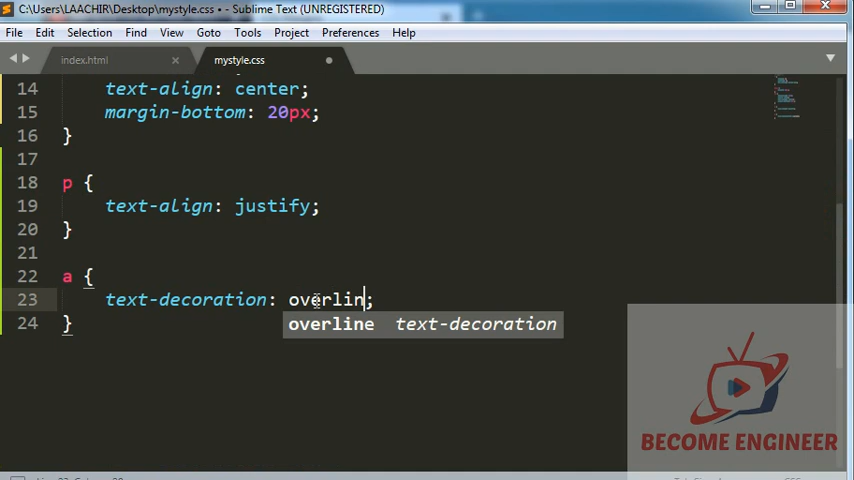 C:\Users\LAACHIR\Desktop\mystyle.css • - Sublime Text (UNREGISTERED)
File Edit Selection Find View Goto Tools Project Preferences Help
index.html mystyle.css
14 text-align: center;
15 margin-bottom: 20px;
16 }
17
18 p {
19 text-align: justify;
20 }
21
22 a {
23 text-decoration: overlin;
overline text-decoration
24 }
BECOME ENGINEER